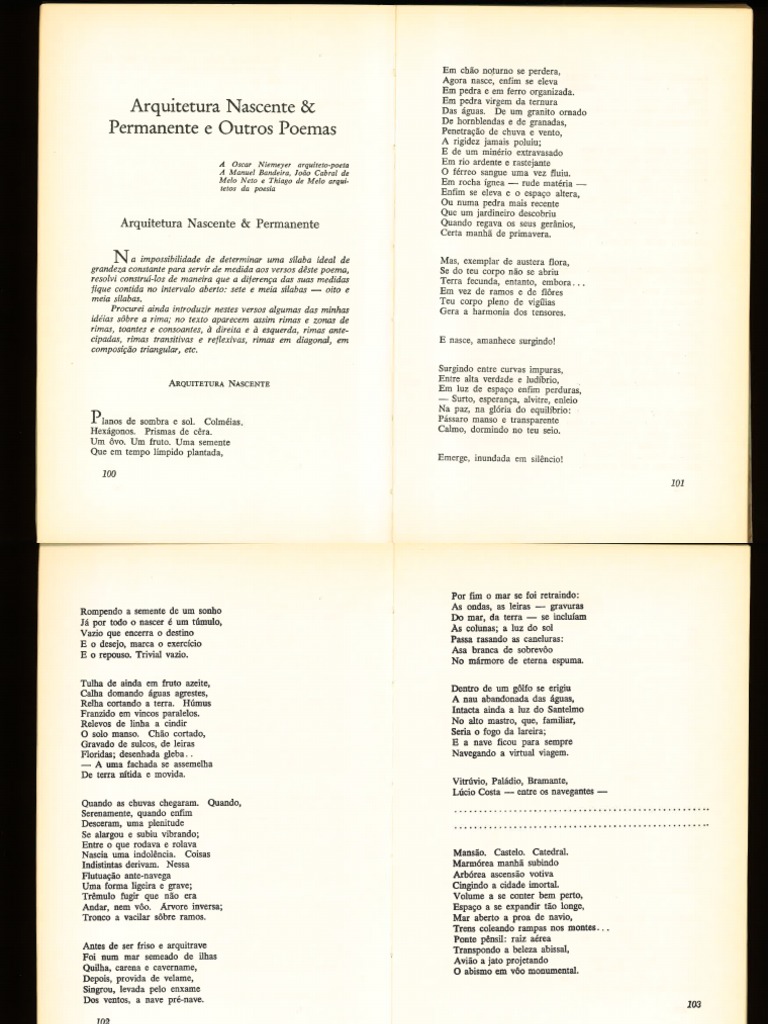 Arquitetura Nascente &
Permanente e Outros Poemas
A Oscar Niemeyer arquiteto-poeta
A Manuel Bandeira, João Cabral de
Melo Neto e Thiago de Melo arqui-
tetos da poesia
Arquitetura Nascente & Permanente
Na impossibilidade de determinar uma sílaba ideal de
grandeza constante para servir de medida aos versos dêste poema,
resolvi construí-los de maneira que a diferença das suas medidas
fique contida no intervalo aberto: sete e meia sílabas — oito e
meia sílabas.
Procurei ainda introduzir nestes versos algumas das minhas
idéias sôbre a rima; no texto aparecem assim rimas e zonas de
rimas, toantes e consoantes, à direita e à esquerda, rimas ante-
cipadas, rimas transitivas e reflexivas, rimas em diagonal, em
composição triangular, etc.
ARQUITETURA NASCENTE
Planos de sombra e sol. Colméias.
Hexágonos. Prismas de cêra.
Um ôvo. Um fruto. Uma semente
Que em tempo límpido plantada,
100
Em chão noturno se perdera,
Agora nasce, enfim se eleva
Em pedra e em ferro organizada.
Em pedra virgem da ternura
Das águas. De um granito ornado
De hornblendas e de granadas,
Penetração de chuva e vento,
A rigidez jamais poluiu;
E de um minério extravasado
Em rio ardente e rastejante
O férreo sangue uma vez fluiu.
Em rocha ígnea — rude matéria —
Enfim se eleva e o espaço altera,
Ou numa pedra mais recente
Que um jardineiro descobriu
Quando regava os seus gerânios,
Certa manhã de primavera.
Mas, exemplar de austera flora,
Se do teu corpo não se abriu
Terra fecunda, entanto, embora...
Em vez de ramos e de flôres
Teu corpo pleno de vigílias
Gera a harmonia dos tensores.
E nasce, amanhece surgindo!
Surgindo entre curvas impuras,
Entre alta verdade e ludíbrio,
Em luz de espaço enfim perduras,
— Surto, esperança, alvitre, enleio
Na paz, na glória do equilíbrio:
Pássaro manso e transparente
Calmo, dormindo no teu seio.
Emerge, inundada em silêncio!
101
Rompendo a semente de um sonho
Já por todo o nascer é um túmulo,
Vazio que encerra o destino
E o desejo, marca o exercício
E o repouso. Trivial vazio.
Tulha de ainda em fruto azeite,
Calha domando águas agrestes,
Relha cortando a terra. Húmus
Franzido em vincos paralelos.
Relevos de linha a cindir
O solo manso. Chão cortado,
Gravado de sulcos, de leiras
Floridas; desenhada gleba..
— A uma fachada se assemelha
De terra nítida e movida.
Quando as chuvas chegaram. Quando,
Serenamente, quando enfim
Desceram, uma plenitude
Se alargou e subiu vibrando;
Entre o que rodava e rolava
Nascia uma indolência. Coisas
Indistintas derivam. Nessa
Flutuação ante-navega
Uma forma ligeira e grave;
Trêmulo fugir que não era
Andar, nem vôo. Árvore inversa;
Tronco a vacilar sôbre ramos.
Antes de ser friso e arquitrave
Foi num mar semeado de ilhas
Quilha, carena e cavername,
Depois, provida de velame,
Singrou, levada pelo enxame
Dos ventos, a nave pré-nave.
102
Por fim o mar se foi retraindo:
As ondas, as leiras — gravuras
Do mar, da terra — se incluíam
Às colunas; a luz do sol
Passa rasando as caneluras:
Asa branca de sobrevôo
No mármore de eterna espuma.
Dentro de um gôlfo se erigiu
A nau abandonada das águas,
Intacta ainda a luz do Santelmo
No alto mastro, que, familiar,
Seria o fogo da lareira;
E a nave ficou para sempre
Navegando a virtual viagem.
Vitrúvio, Paládio, Bramante,
Lúcio Costa — entre os navegantes —
....................................................
....................................................
Mansão. Castelo. Catedral.
Marmórea manhã subindo
Arbórea ascensão votiva
Cingindo a cidade imortal.
Volume a se conter bem perto,
Espaço a se expandir tão longe,
Mar aberto a proa de navio,
Trens coleando rampas nos montes...
Ponte pênsil: raiz aérea
Transpondo a beleza abissal,
Avião a jato projetando
O abismo em vôo monumental.
103